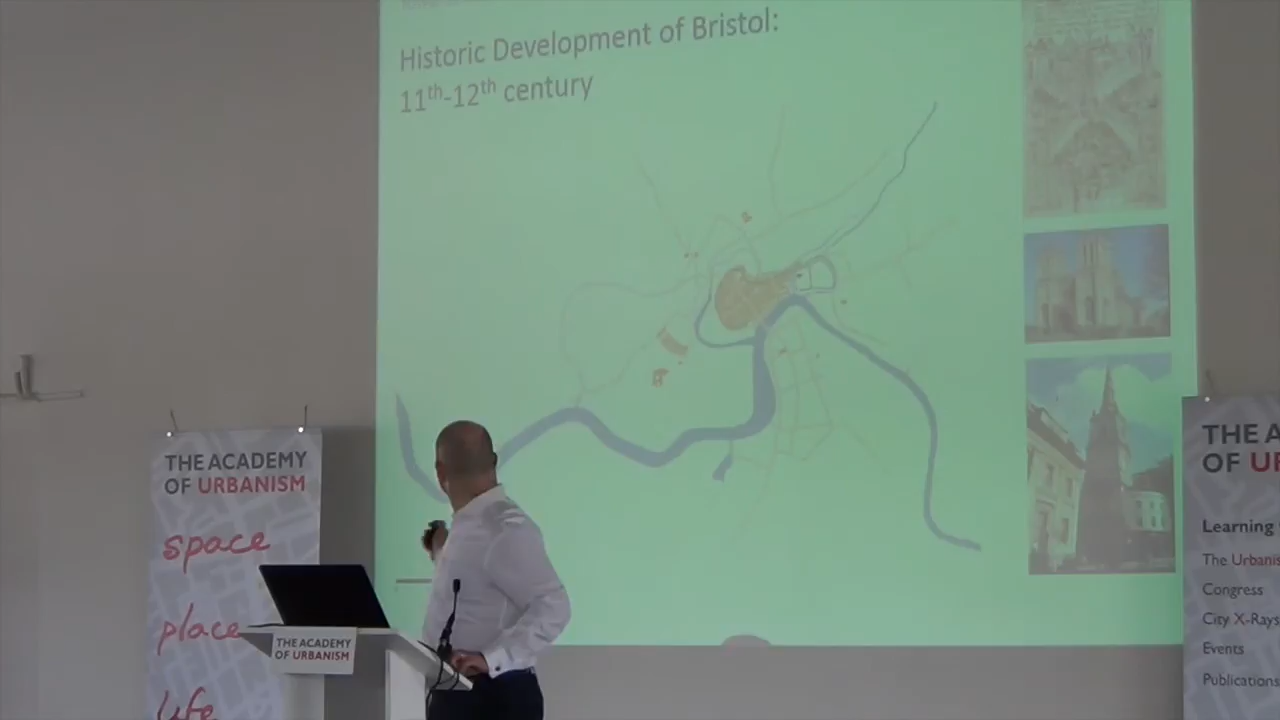 Historic Development of Bristol:
11th-12th century
THE ACADEMY
OF URBANISM
space
place
life
THE ACADEMY
OF URBANISM
THE A
OF UR
Learning
The Urbanis
Congress
City X-Rays
Events
Publications